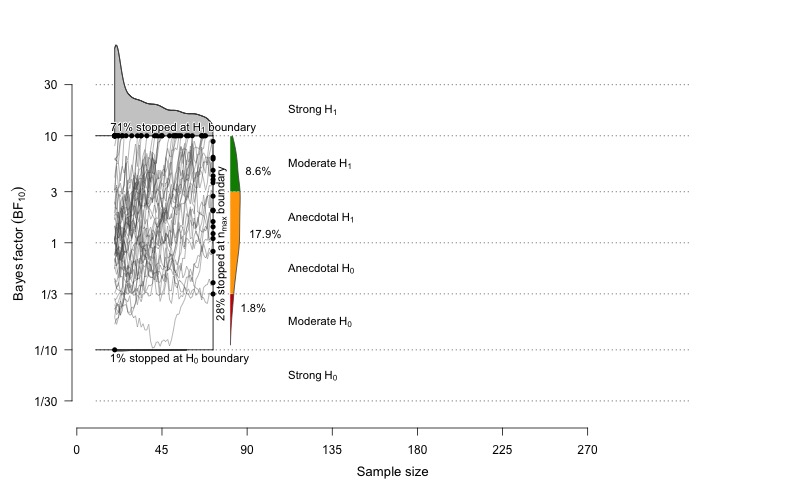 30
Strong H₁
71% stopped at H₁ boundary
10
8.6%
Moderate H₁
3
Anecdotal H₁
17.9%
1
Anecdotal H₀
1/3
1.8%
Moderate H₀
28% stopped at nₘₐₓ boundary
1/10
1% stopped at H₀ boundary
Strong H₀
1/30
Bayes factor (BF₁₀)
0 45 90 135 180 225 270
Sample size